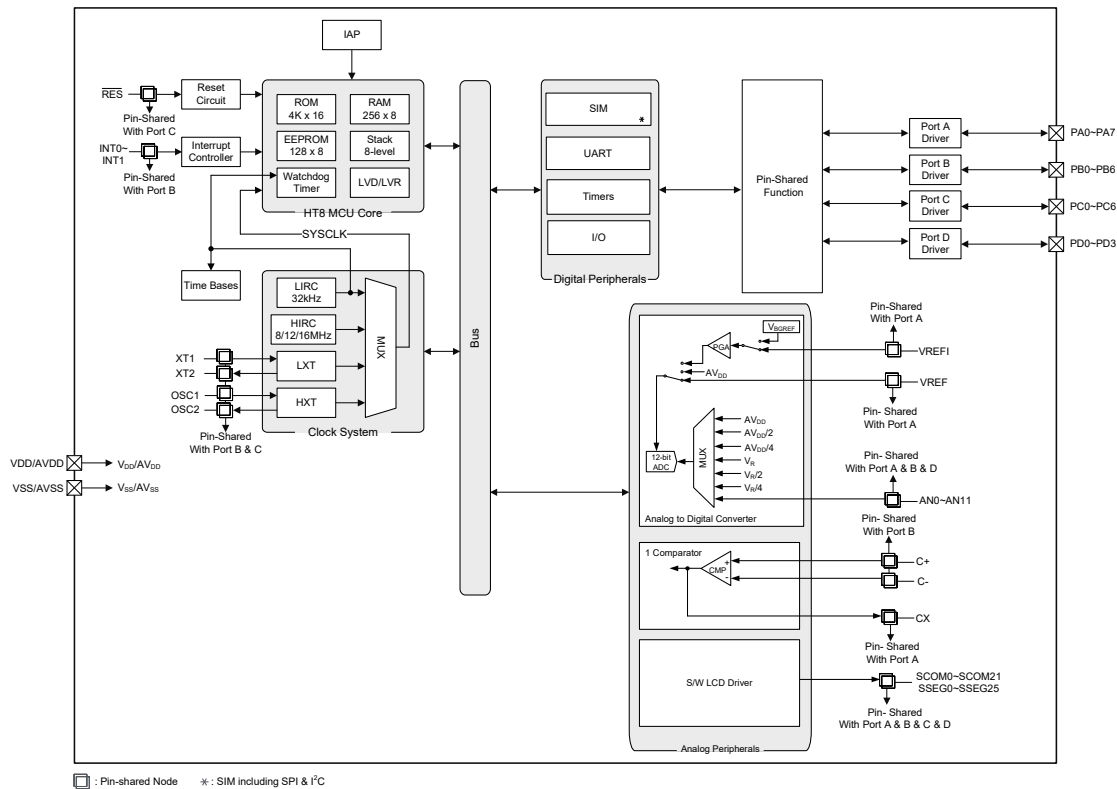 IAP
RES
Reset
Circuit
Pin-Shared
With Port C
INT0~
INT1
Interrupt
Controller
Pin-Shared
With Port B
ROM
4K x 16
RAM
256 x 8
EEPROM
128 x 8
Stack
8-level
Watchdog
Timer
LVD/LVR
HT8 MCU Core
SYSCLK
Time Bases
LIRC
32kHz
HIRC
8/12/16MHz
LXT
HXT
MUX
Clock System
XT1
XT2
OSC1
OSC2
Pin-Shared
With Port B & C
VDD/AVDD
VDD/AVDD
VSS/AVSS
VSS/AVSS
Bus
SIM
*
UART
Timers
I/O
Digital Peripherals
Pin-Shared
Function
Port A
Driver
Port B
Driver
Port C
Driver
Port D
Driver
PA0~PA7
PB0~PB6
PC0~PC6
PD0~PD3
Pin-Shared
With Port A
VBGREF
PGA
VREFI
AVDD
VREF
Pin- Shared
With Port A
12-bit
ADC
MUX
AVDD
AVDD/2
AVDD/4
VR
VR/2
VR/4
Pin- Shared
With Port A & B & D
AN0~AN11
Analog to Digital Converter
Pin- Shared
With Port B
1 Comparator
CMP
+
-
C+
C-
CX
Pin- Shared
With Port A
S/W LCD Driver
SCOM0~SCOM21
SSEG0~SSEG25
Pin- Shared
With Port A & B & C & D
Analog Peripherals
: Pin-shared Node
* : SIM including SPI & I²C